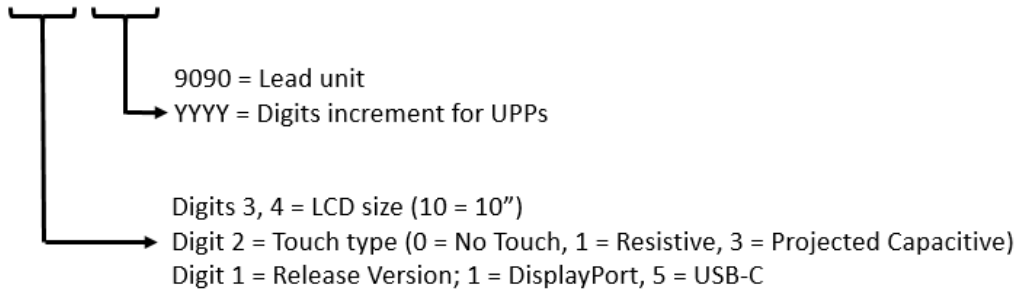 9090 = Lead unit
YYYY = Digits increment for UPPs
Digits 3, 4 = LCD size (10 = 10”)
Digit 2 = Touch type (0 = No Touch, 1 = Resistive, 3 = Projected Capacitive)
Digit 1 = Release Version; 1 = DisplayPort, 5 = USB-C